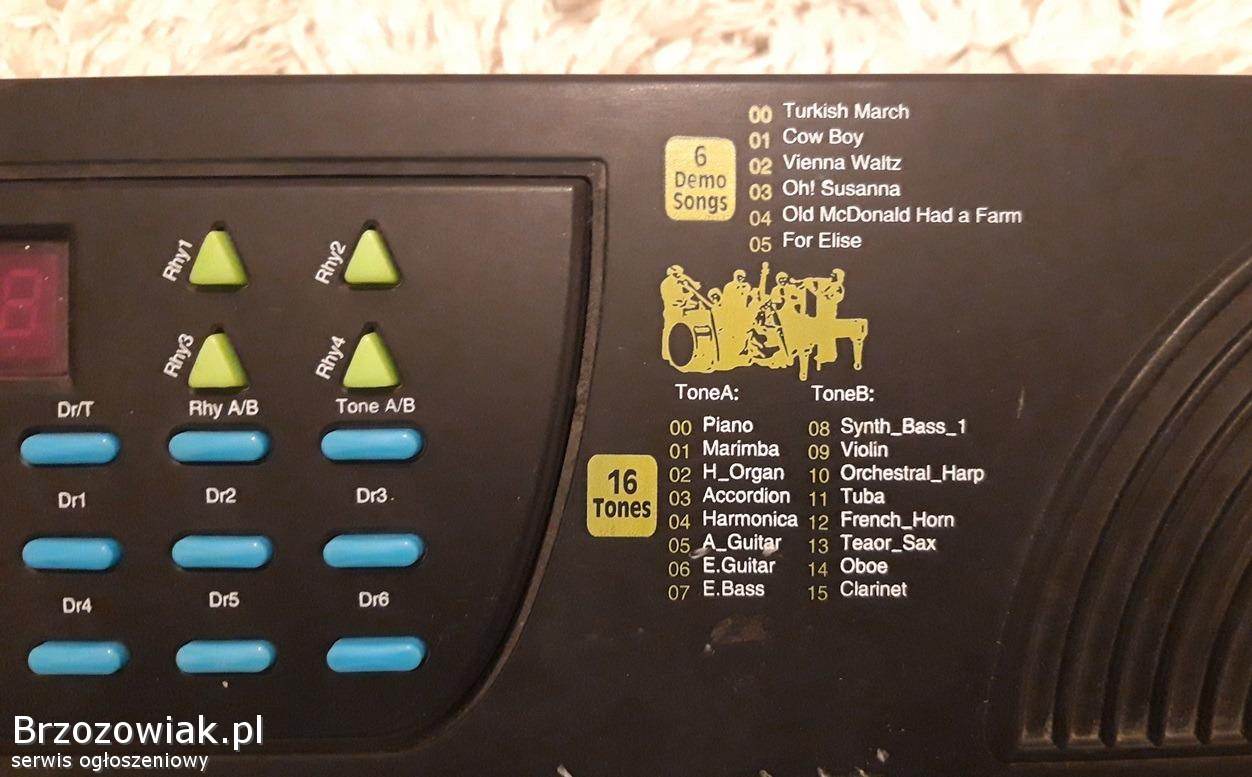 00 Turkish March
01 Cow Boy
02 Vienna Waltz
03 Oh! Susanna
04 Old McDonald Had a Farm
05 For Elise
6
Demo
Songs
Rhy1
Rhy2
Rhy3
Rhy4
Dr/T
Rhy A/B
Tone A/B
Dr1
Dr2
Dr3
Dr4
Dr5
Dr6
ToneA:
00 Piano
01 Marimba
02 H_Organ
03 Accordion
04 Harmonica
05 A_Guitar
06 E.Guitar
07 E.Bass
ToneB:
08 Synth_Bass_1
09 Violin
10 Orchestral_Harp
11 Tuba
12 French_Horn
13 Teaor_Sax
14 Oboe
15 Clarinet
16
Tones
Brzozowiak.pl
serwis ogłoszeniowy